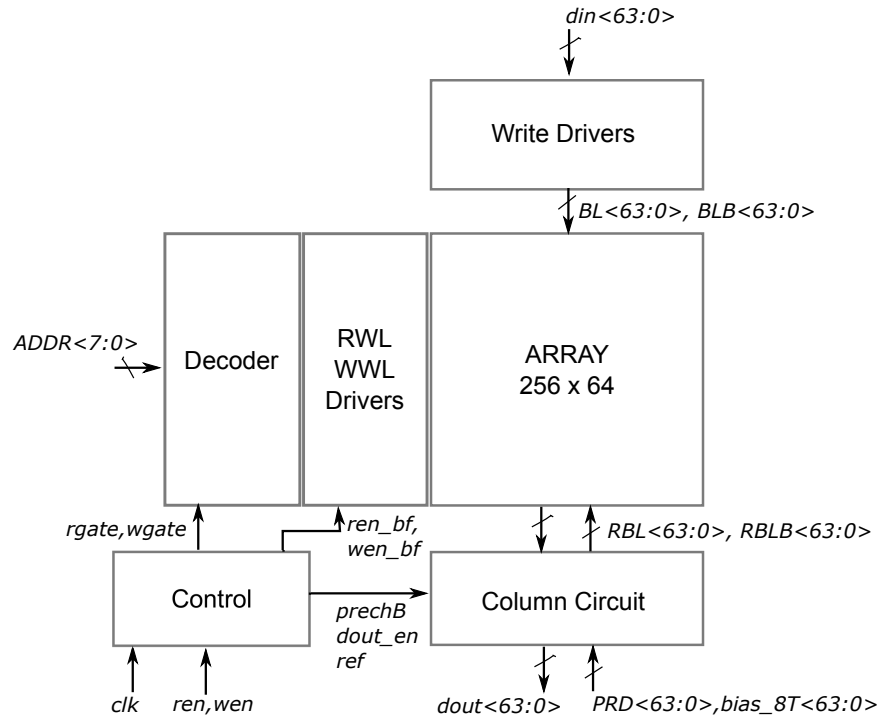 din<63:0>
Write Drivers
BL<63:0>, BLB<63:0>
ADDR<7:0>
Decoder
RWL
WWL
Drivers
ARRAY
256 x 64
rgate,wgate
ren_bf,
wen_bf
RBL<63:0>, RBLB<63:0>
Control
prechB
dout_en
ref
Column Circuit
clk
ren,wen
dout<63:0>
PRD<63:0>,bias_8T<63:0>